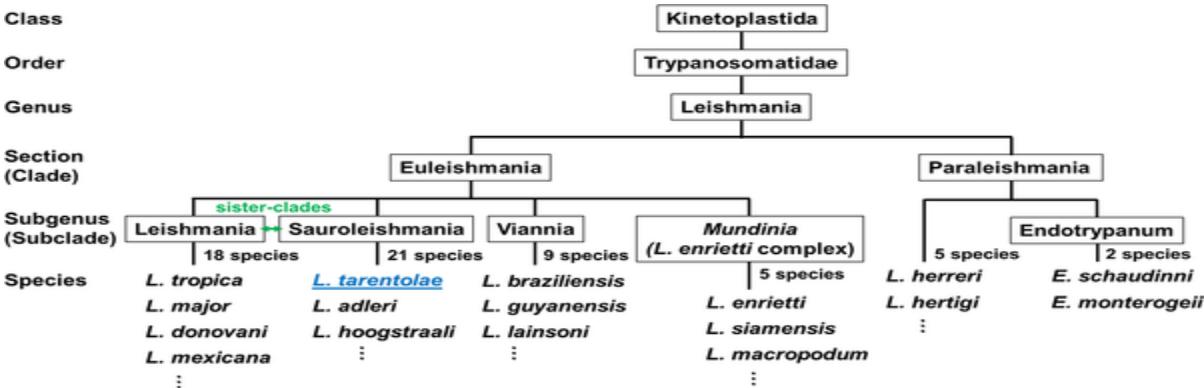 Class
Kinetoplastida
Order
Trypanosomatidae
Genus
Leishmania
Section
(Clade)
Euleishmania
Paraleishmania
sister-clades
Subgenus
(Subclade)
Leishmania
Sauroleishmania
Viannia
Mundinia
(L. enrietti complex)
Endotrypanum
18 species
21 species
9 species
5 species
5 species
2 species
Species
L. tropica
L. major
L. donovani
L. mexicana
⋮
L. tarentolae
L. adleri
L. hoogstraali
⋮
L. braziliensis
L. guyanensis
L. lainsoni
⋮
L. enrietti
L. siamensis
L. macropodum
⋮
L. herreri
L. hertigi
⋮
E. schaudinni
E. monterogeii